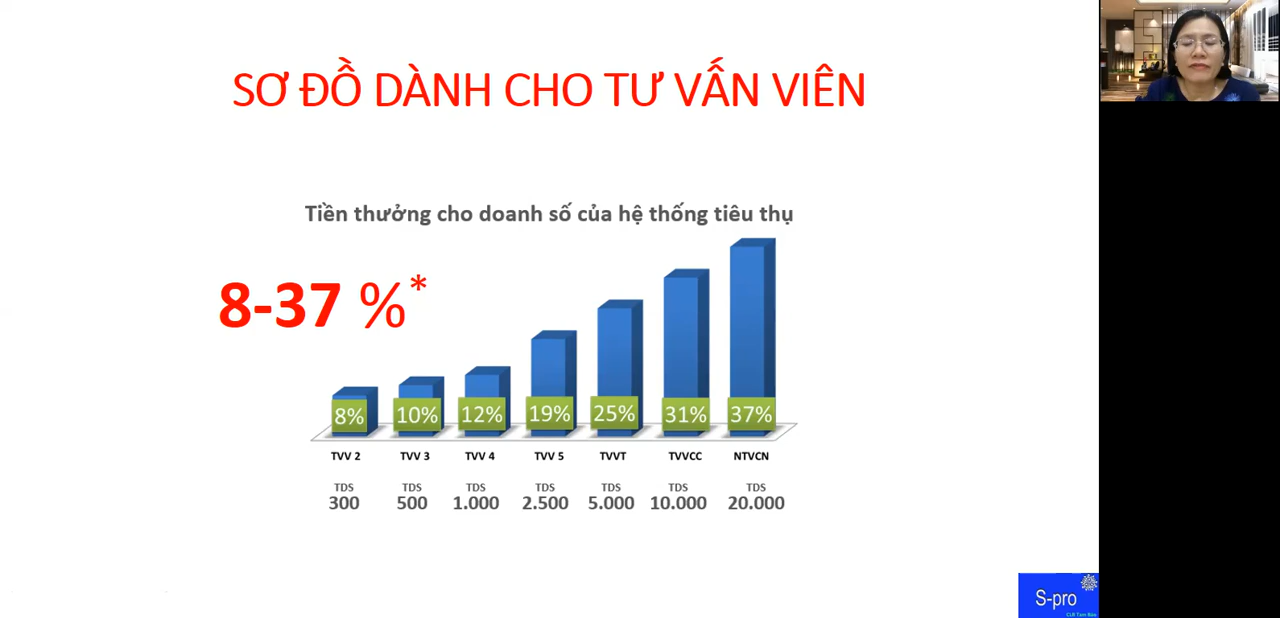 SƠ ĐỒ DÀNH CHO TƯ VẤN VIÊN
Tiền thưởng cho doanh số của hệ thống tiêu thụ
8-37 %*
8% 10% 12% 19% 25% 31% 37%
TVV 2 TVV 3 TVV 4 TVV 5 TVVT TVVCC NTVCN
TDS TDS TDS TDS TDS TDS TDS
300 500 1.000 2.500 5.000 10.000 20.000
S-pro
CLB Tam Bảo